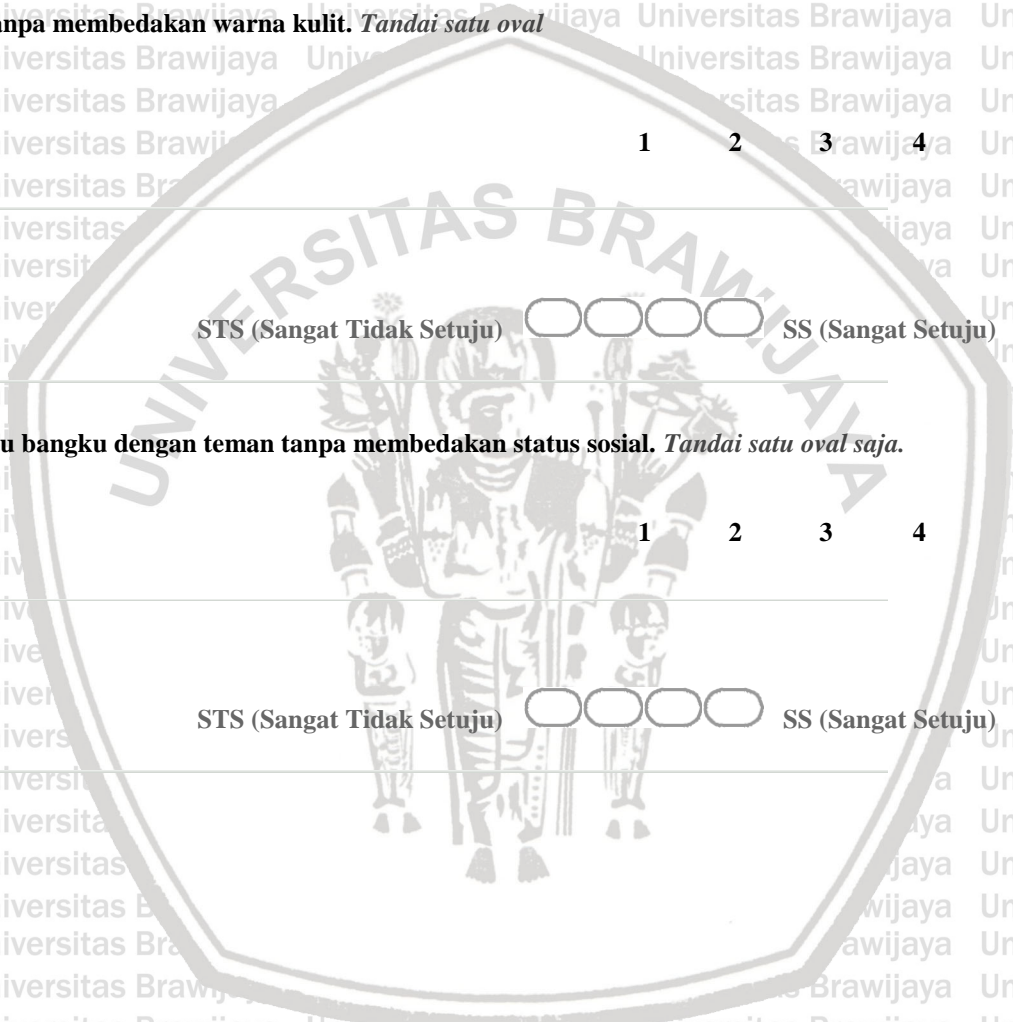 anpa membedakan warna kulit. Tandai satu oval
1 2 3 4
UNIVERSITAS BRAWIJAYA
STS (Sangat Tidak Setuju) SS (Sangat Setuju)
u bangku dengan teman tanpa membedakan status sosial. Tandai satu oval saja.
1 2 3 4
STS (Sangat Tidak Setuju) SS (Sangat Setuju)